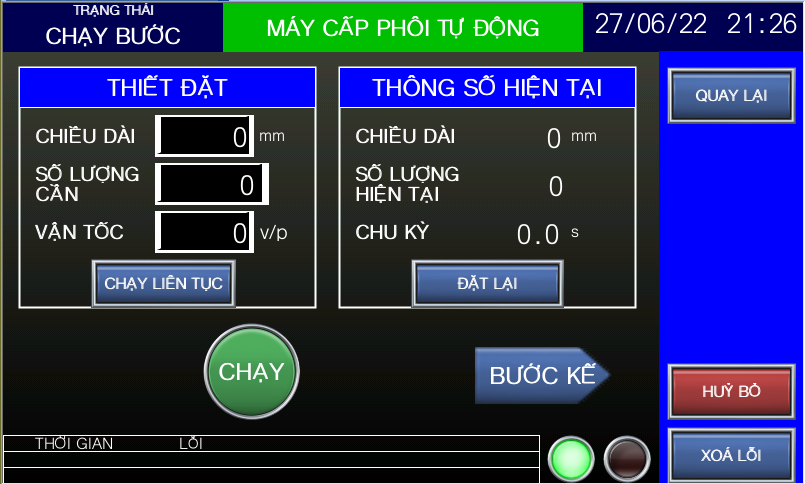 TRẠNG THÁI
CHẠY BƯỚC
MÁY CẤP PHÔI TỰ ĐỘNG
27/06/22 21:26
THIẾT ĐẶT
CHIỀU DÀI 0 mm
SỐ LƯỢNG
CẦN 0
VẬN TỐC 0 v/p
CHẠY LIÊN TỤC
THÔNG SỐ HIỆN TẠI
CHIỀU DÀI 0 mm
SỐ LƯỢNG
HIỆN TẠI 0
CHU KỲ 0.0 s
ĐẶT LẠI
QUAY LẠI
CHẠY
BƯỚC KẾ
HUỶ BỎ
THỜI GIAN LỖI
XOÁ LỖI